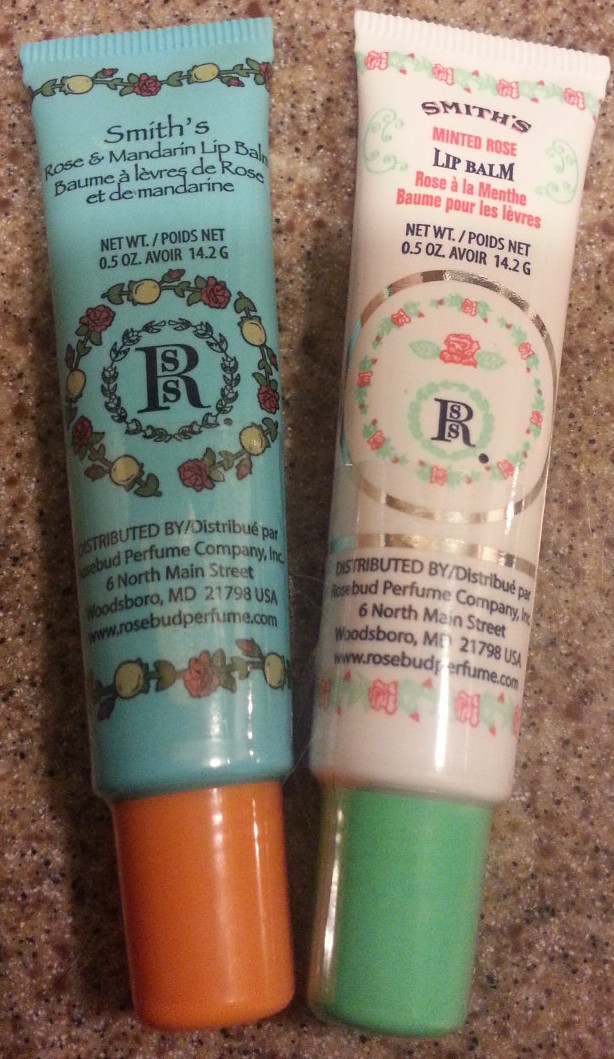 Smith's
Rose & Mandarin Lip Balm
Baume à lèvres de Rose
et de mandarine
NET WT. / POIDS NET
0.5 OZ. AVOIR 14.2 G
RSS
DISTRIBUTED BY/Distribué par
Rosebud Perfume Company, Inc.
6 North Main Street
Woodsboro, MD 21798 USA
www.rosebudperfume.com
SMITH'S
MINTED ROSE
LIP BALM
Rose à la Menthe
Baume pour les lèvres
NET WT. / POIDS NET
0.5 OZ. AVOIR 14.2 G
RSS
DISTRIBUTED BY/Distribué par
Rosebud Perfume Company, Inc.
6 North Main Street
Woodsboro, MD 21798 USA
www.rosebudperfume.com